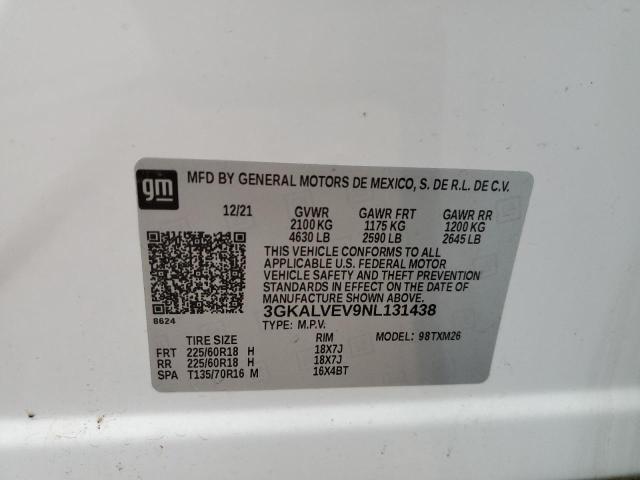 gm MFD BY GENERAL MOTORS DE MEXICO, S. DE R.L. DE C.V.
12/21 GVWR GAWR FRT GAWR RR
2100 KG 1175 KG 1200 KG
4630 LB 2590 LB 2645 LB
THIS VEHICLE CONFORMS TO ALL
APPLICABLE U.S. FEDERAL MOTOR
VEHICLE SAFETY AND THEFT PREVENTION
STANDARDS IN EFFECT ON THE DATE OF
MANUFACTURE SHOWN ABOVE.
3GKALVEV9NL131438
8624 TYPE: M.P.V. MODEL: 98TXM26
TIRE SIZE RIM
FRT 225/60R18 H 18X7J
RR 225/60R18 H 18X7J
SPA T135/70R16 M 16X4BT